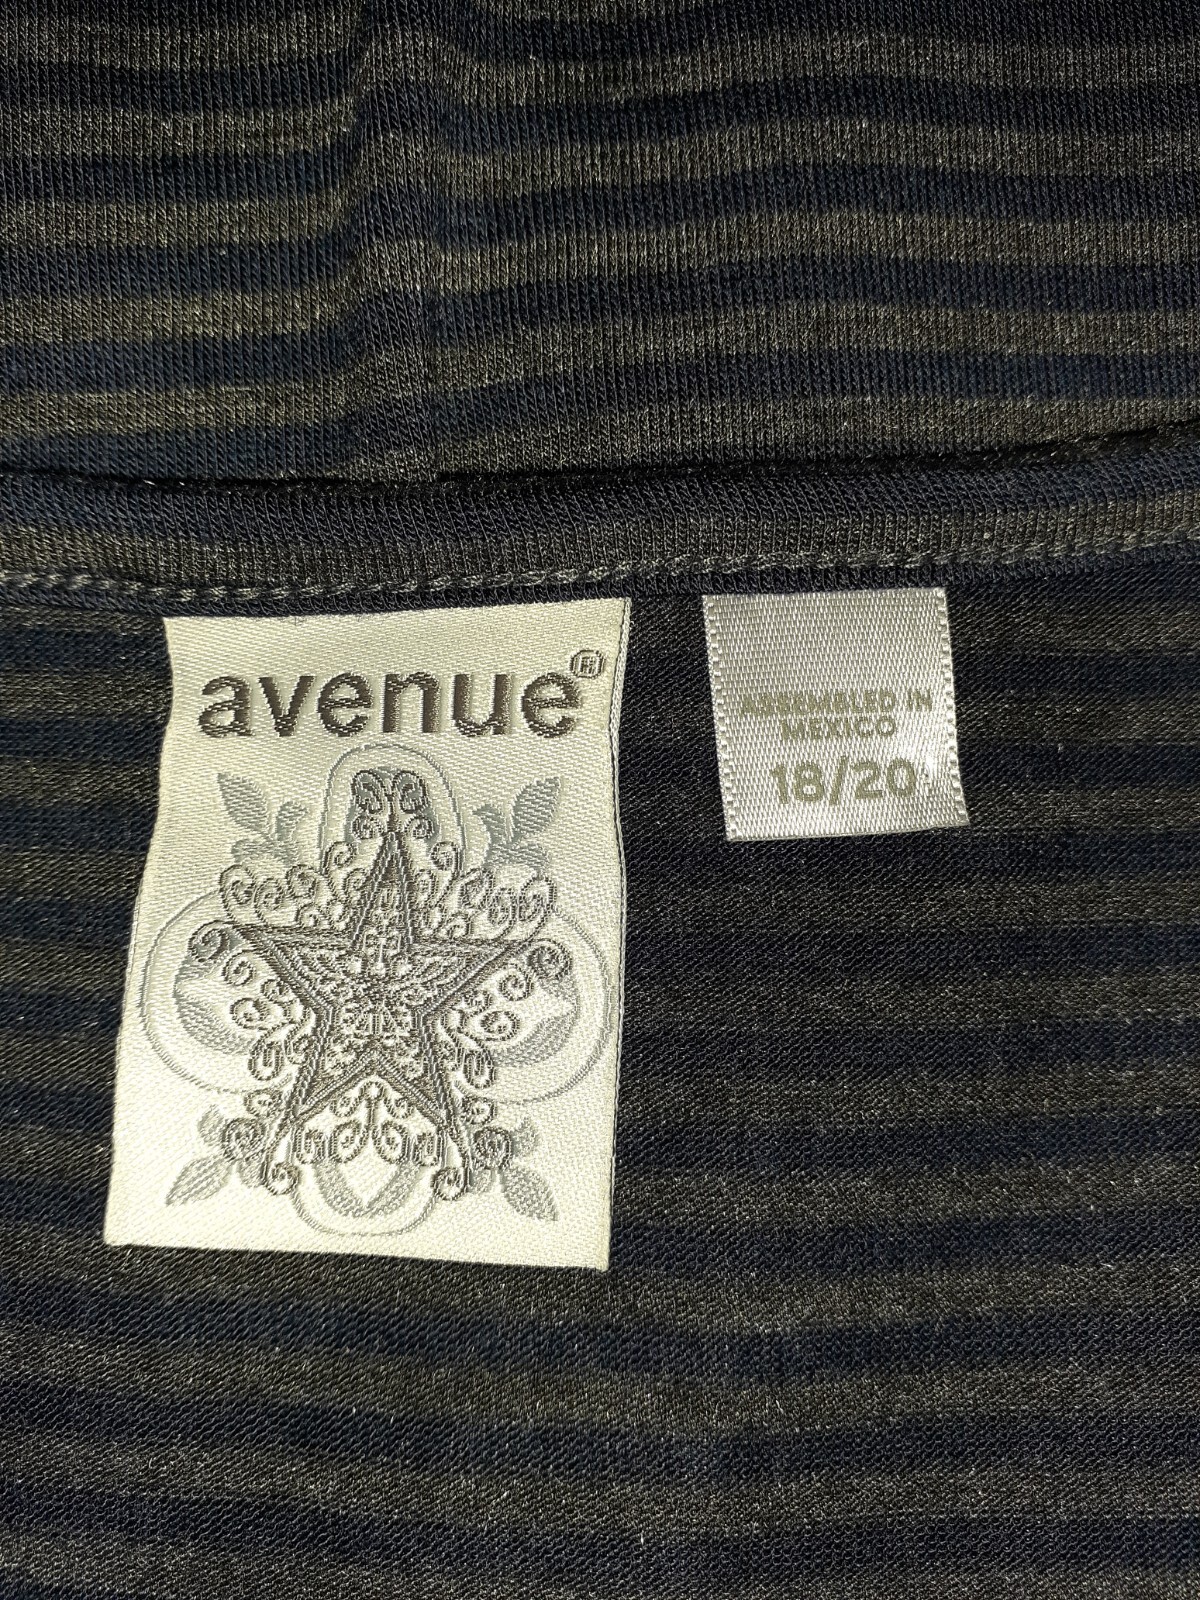 avenue®
ASSEMBLED IN
MEXICO
18/20